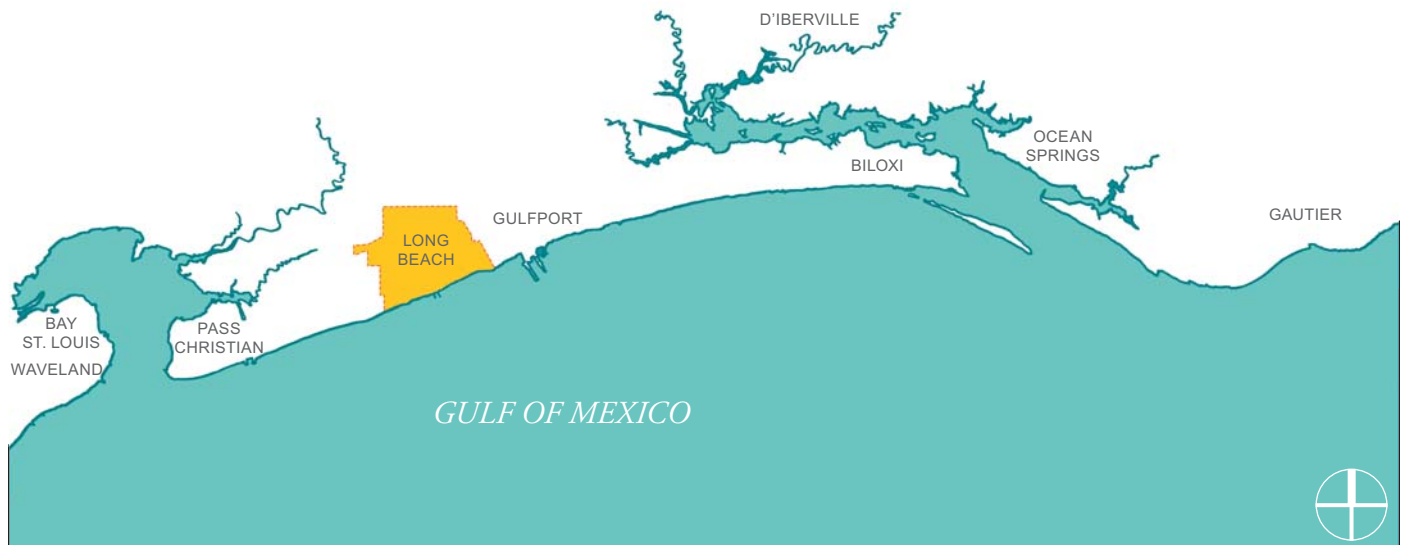 D’IBERVILLE
OCEAN
SPRINGS
BILOXI
GULFPORT
GAUTIER
LONG
BEACH
BAY
ST. LOUIS
PASS
CHRISTIAN
WAVELAND
GULF OF MEXICO